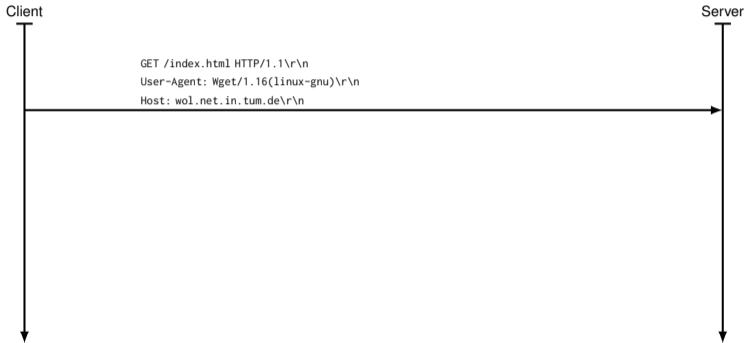 Client
Server
GET /index.html HTTP/1.1\r\n
User-Agent: Wget/1.16(linux-gnu)\r\n
Host: wol.net.in.tum.de\r\n